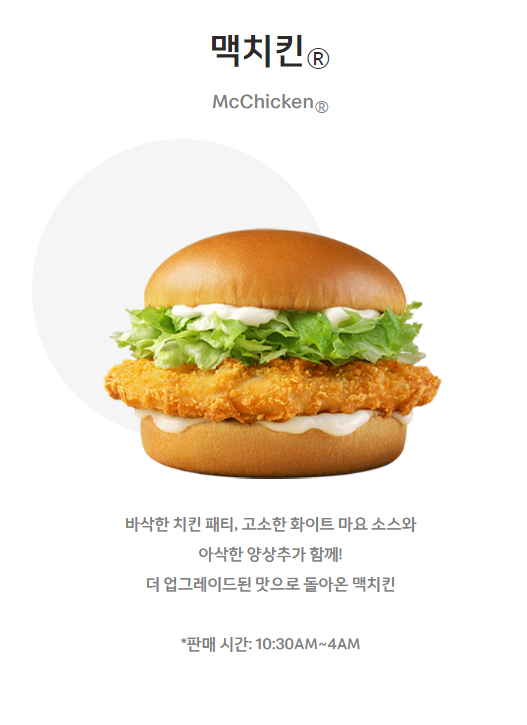 맥치킨®
McChicken®
바삭한 치킨 패티, 고소한 화이트 마요 소스와
아삭한 양상추가 함께!
더 업그레이드된 맛으로 돌아온 맥치킨
*판매 시간: 10:30AM~4AM